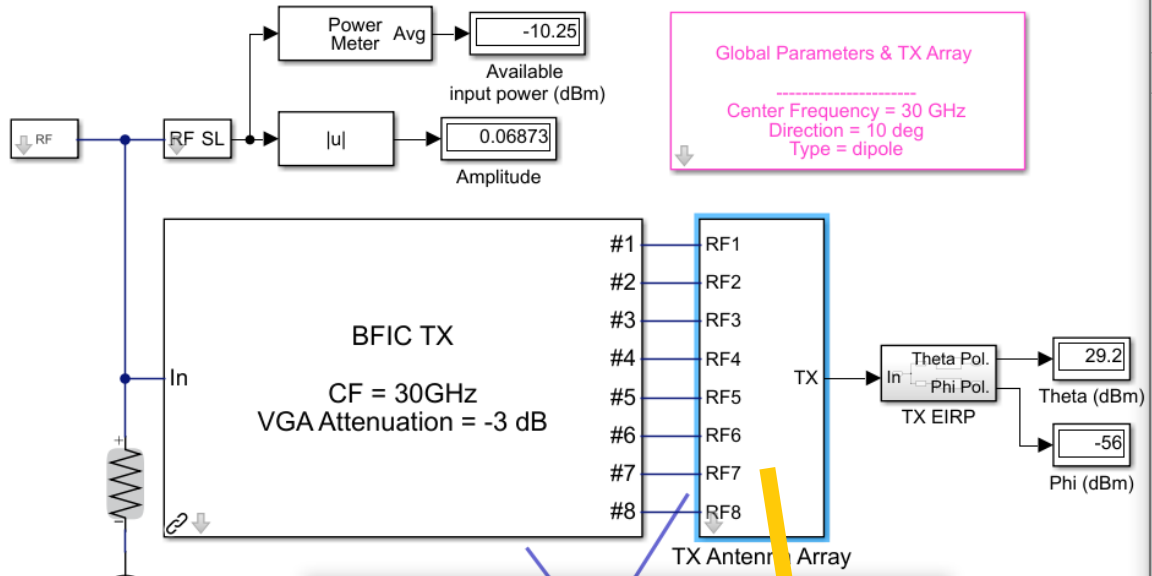 Power
Meter
Avg
-10.25
Available
input power (dBm)
RF
RF SL
|u|
0.06873
Amplitude
Global Parameters & TX Array
----------------------
Center Frequency = 30 GHz
Direction = 10 deg
Type = dipole
BFIC TX
CF = 30GHz
VGA Attenuation = -3 dB
In
#1
#2
#3
#4
#5
#6
#7
#8
RF1
RF2
RF3
RF4
RF5
RF6
RF7
RF8
TX
TX Antenna Array
In
Theta Pol.
Phi Pol.
TX EIRP
29.2
Theta (dBm)
-56
Phi (dBm)
+
-